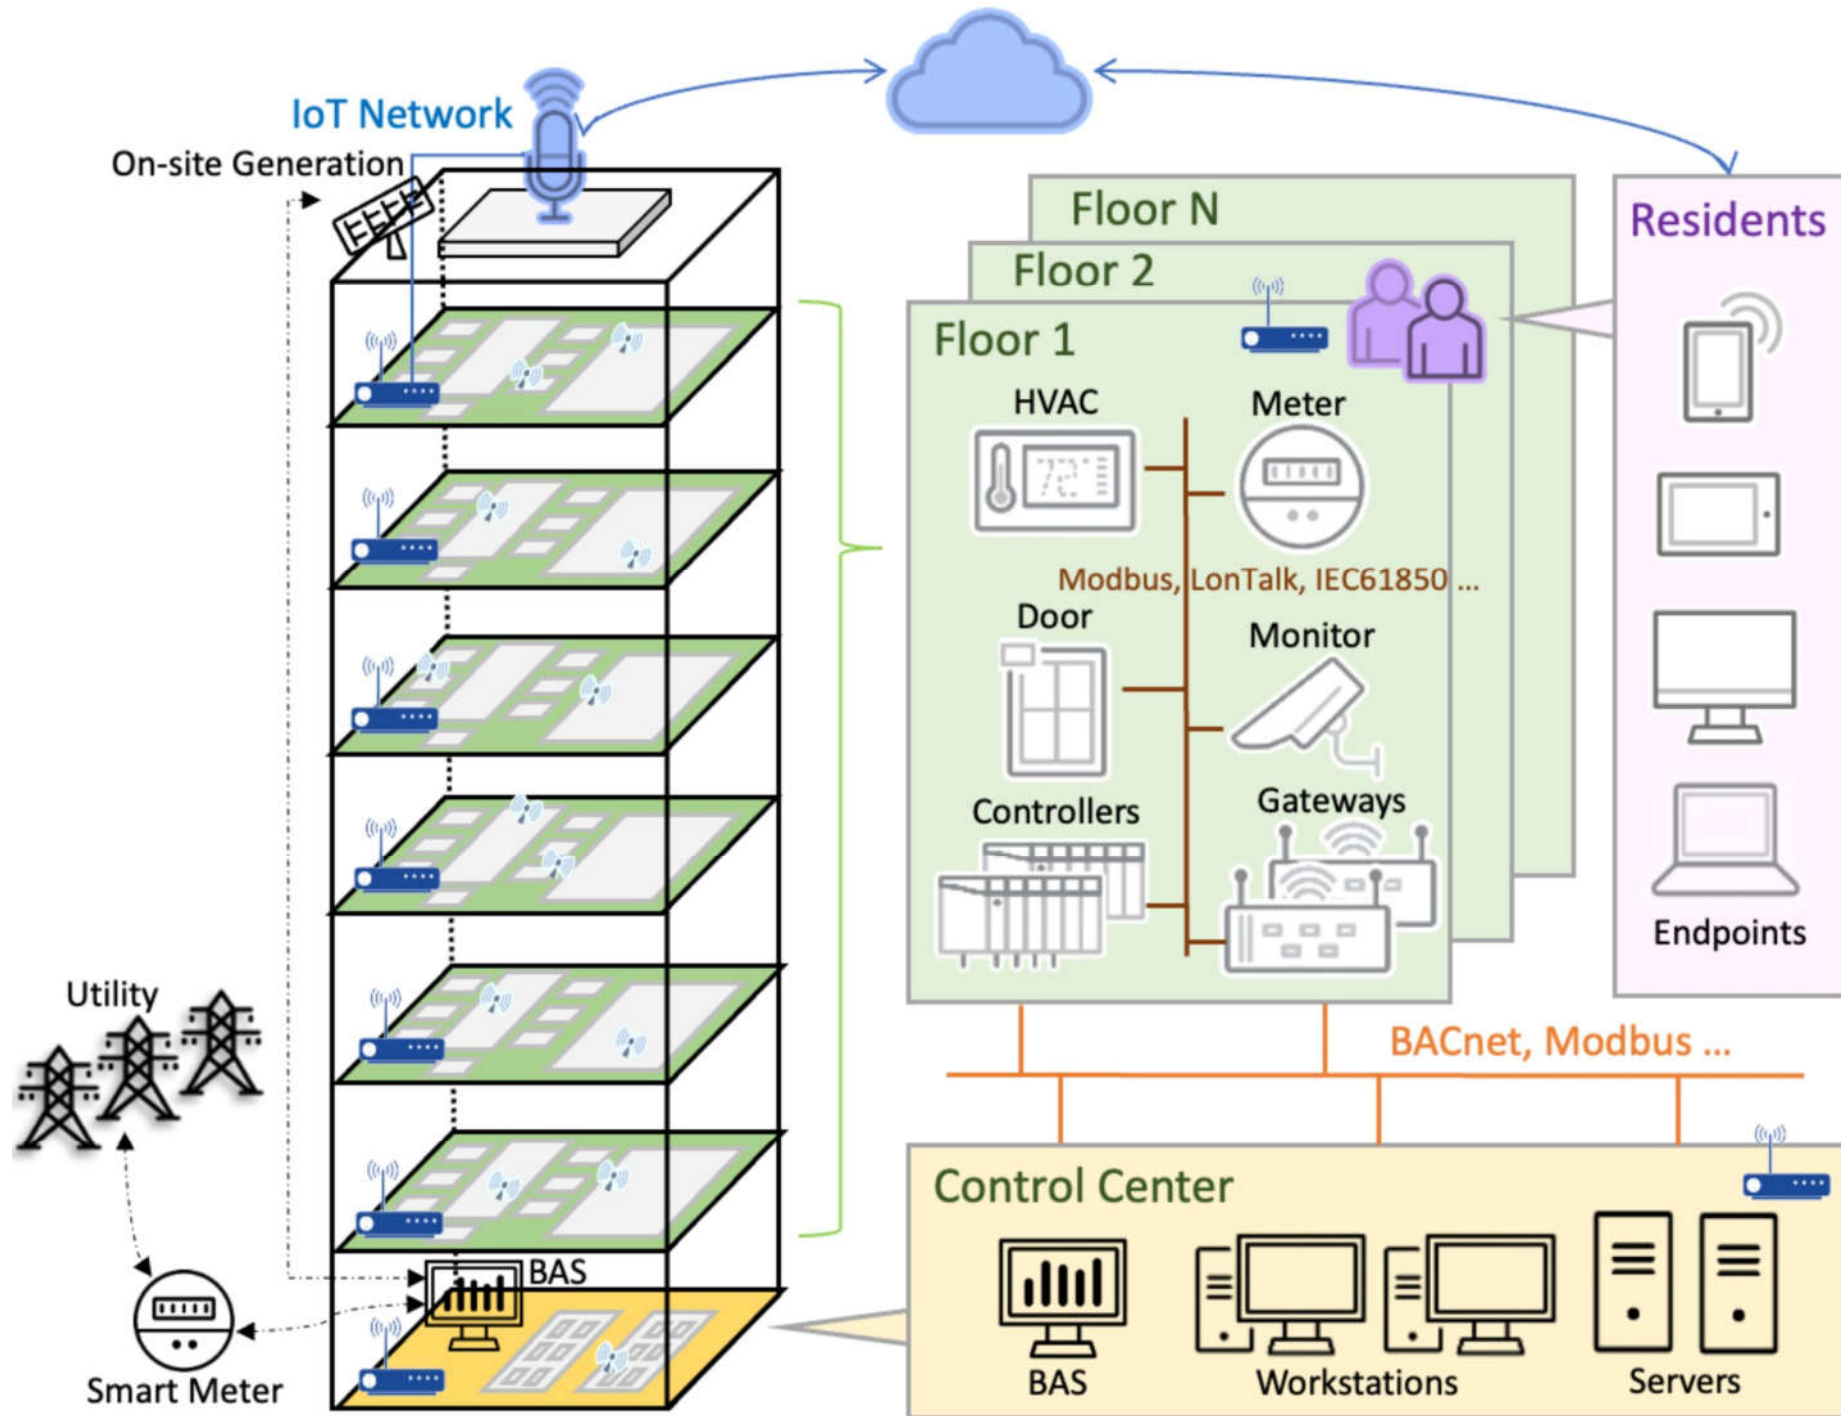 IoT Network
On-site Generation
Utility
Smart Meter
BAS
Floor N
Floor 2
Floor 1
HVAC
Meter
72
Modbus, LonTalk, IEC61850 ...
Door
Monitor
Controllers
Gateways
Residents
Endpoints
BACnet, Modbus ...
Control Center
BAS
Workstations
Servers